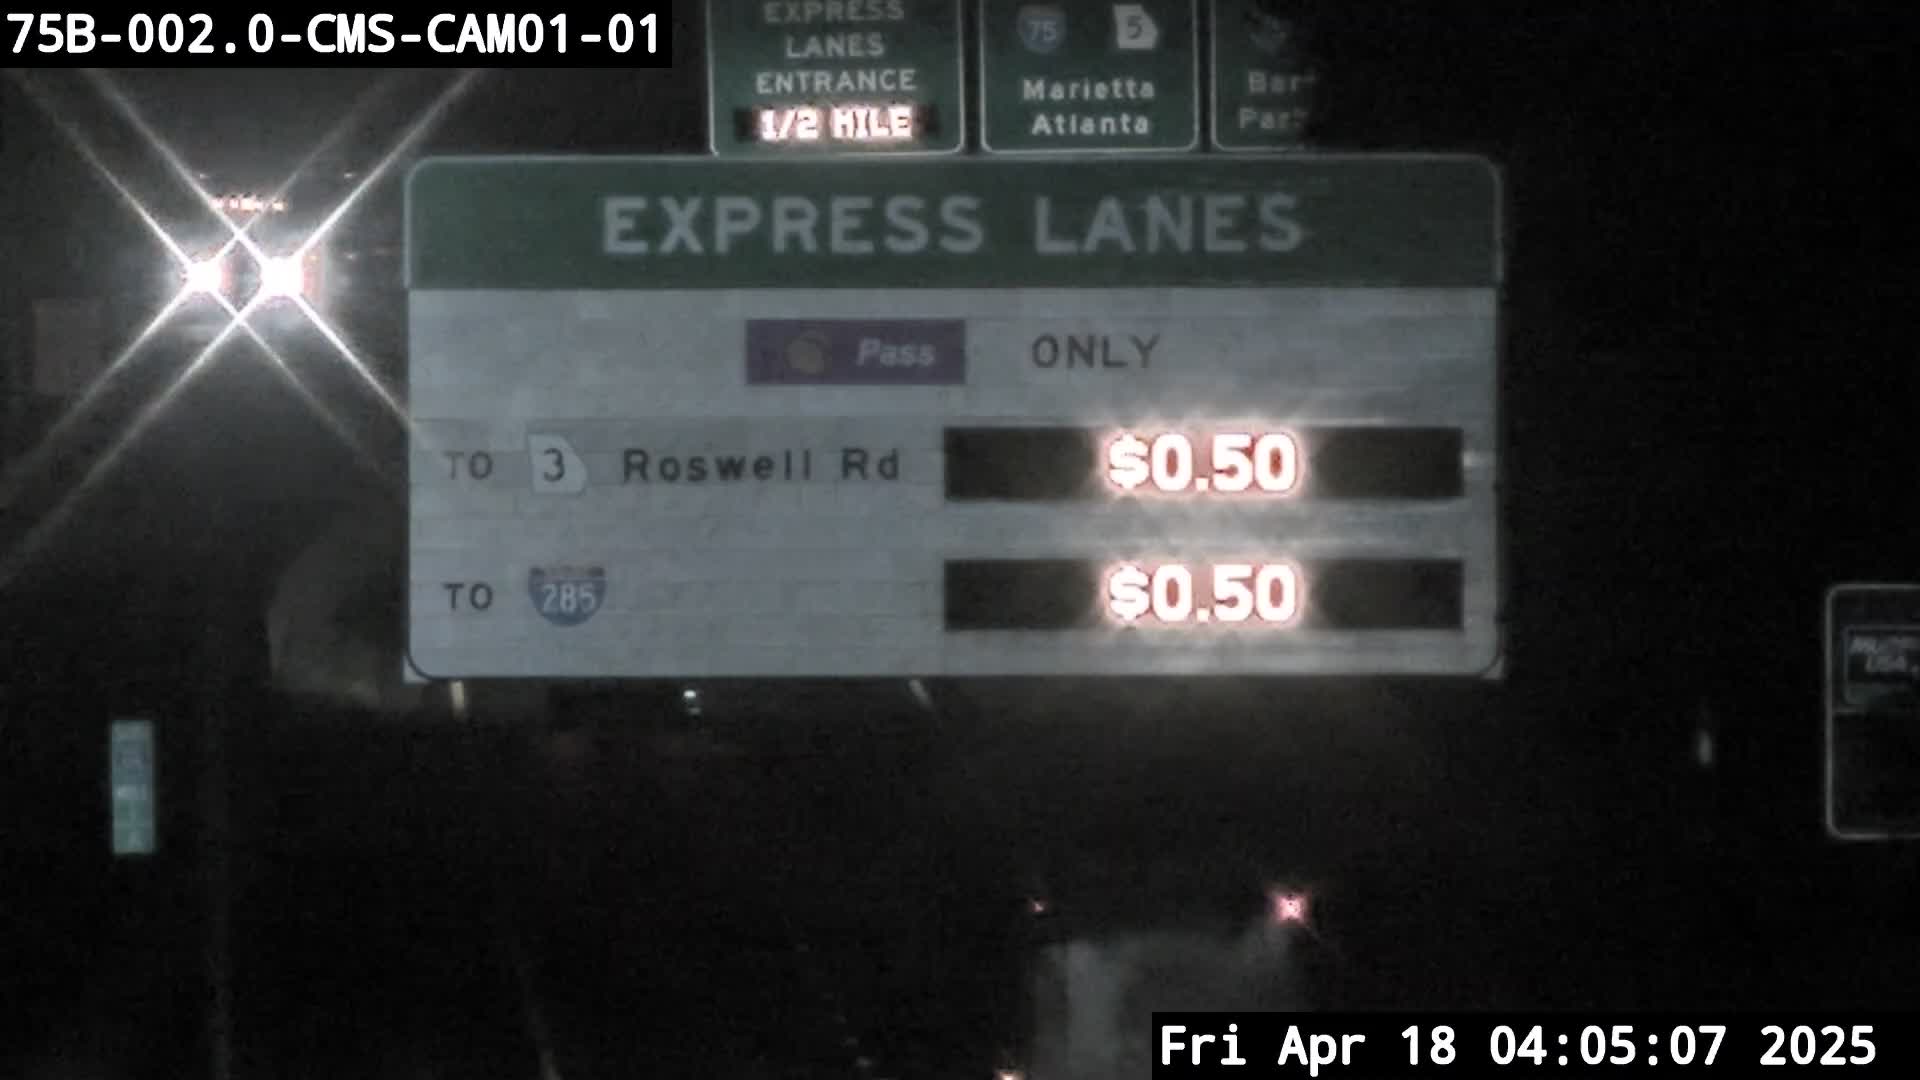 75B-002.0-CMS-CAM01-01
EXPRESS
LANES
ENTRANCE
1/2 MILE
75 5
Marietta
Atlanta
EXPRESS LANES
Pass ONLY
TO 3 Roswell Rd $0.50
TO 285 $0.50
Fri Apr 18 04:05:07 2025